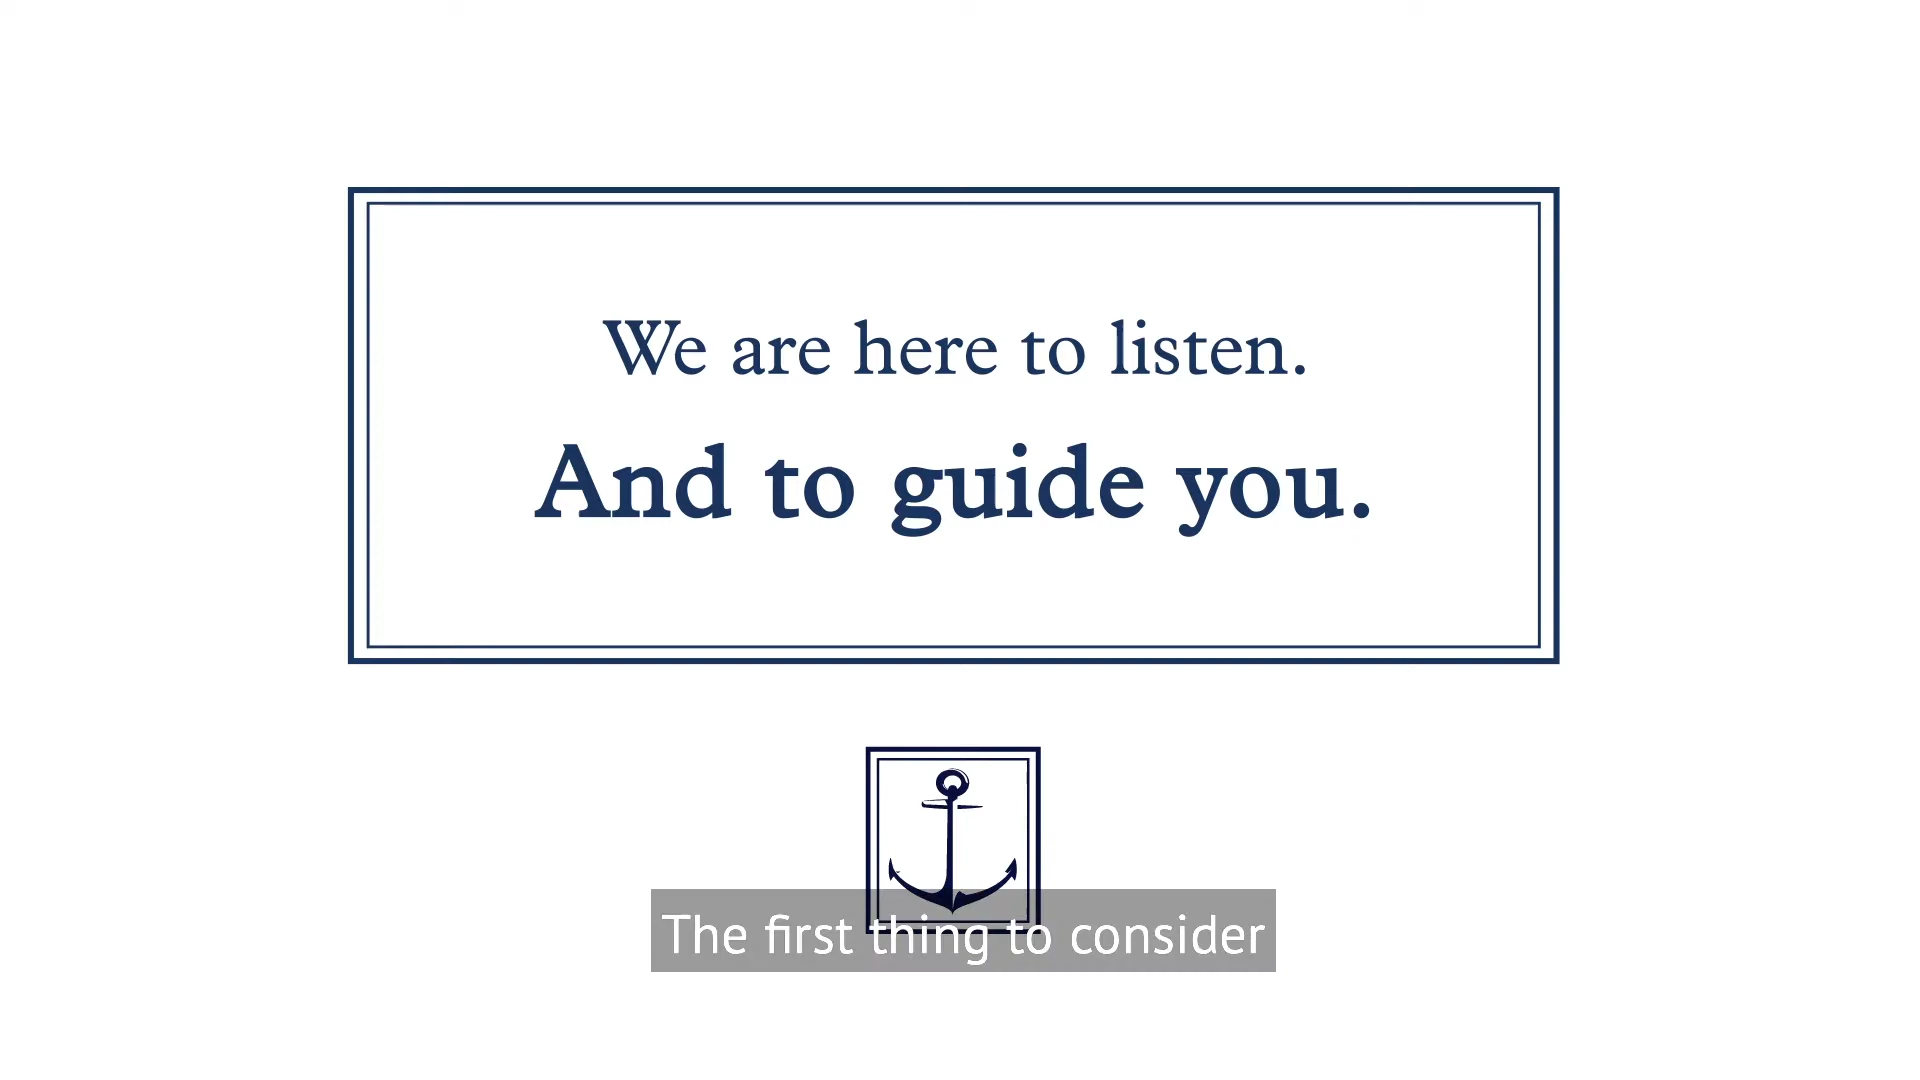 We are here to listen.
And to guide you.
The first thing to consider